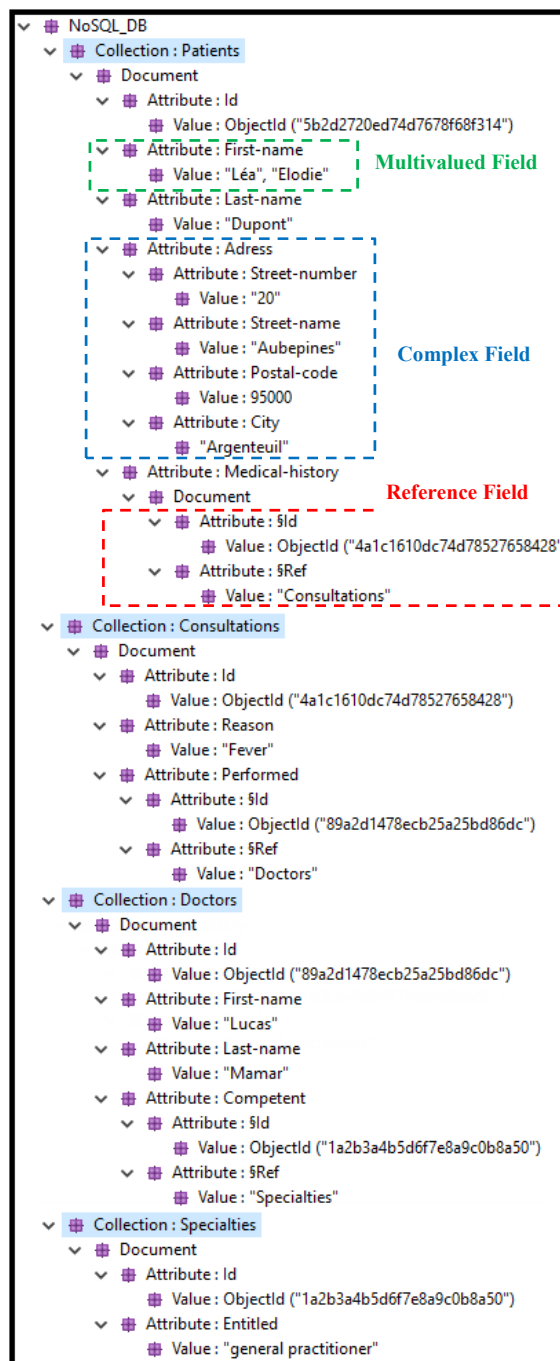 NoSQL_DB
Collection : Patients
Document
Attribute : Id
Value : ObjectId ("5b2d2720ed74d7678f68f314")
Attribute : First-name
Value : "Léa", "Elodie"
Multivalued Field
Attribute : Last-name
Value : "Dupont"
Attribute : Adress
Attribute : Street-number
Value : "20"
Attribute : Street-name
Value : "Aubepines"
Complex Field
Attribute : Postal-code
Value : 95000
Attribute : City
"Argenteuil"
Attribute : Medical-history
Reference Field
Document
Attribute : §Id
Value : ObjectId ("4a1c1610dc74d78527658428"
Attribute : §Ref
Value : "Consultations"
Collection : Consultations
Document
Attribute : Id
Value : ObjectId ("4a1c1610dc74d78527658428")
Attribute : Reason
Value : "Fever"
Attribute : Performed
Attribute : §Id
Value : ObjectId ("89a2d1478ecb25a25bd86dc")
Attribute : §Ref
Value : "Doctors"
Collection : Doctors
Document
Attribute : Id
Value : ObjectId ("89a2d1478ecb25a25bd86dc")
Attribute : First-name
Value : "Lucas"
Attribute : Last-name
Value : "Mamar"
Attribute : Competent
Attribute : §Id
Value : ObjectId ("1a2b3a4b5d6f7e8a9c0b8a50")
Attribute : §Ref
Value : "Specialties"
Collection : Specialties
Document
Attribute : Id
Value : ObjectId ("1a2b3a4b5d6f7e8a9c0b8a50")
Attribute : Entitled
Value : "general practitioner"